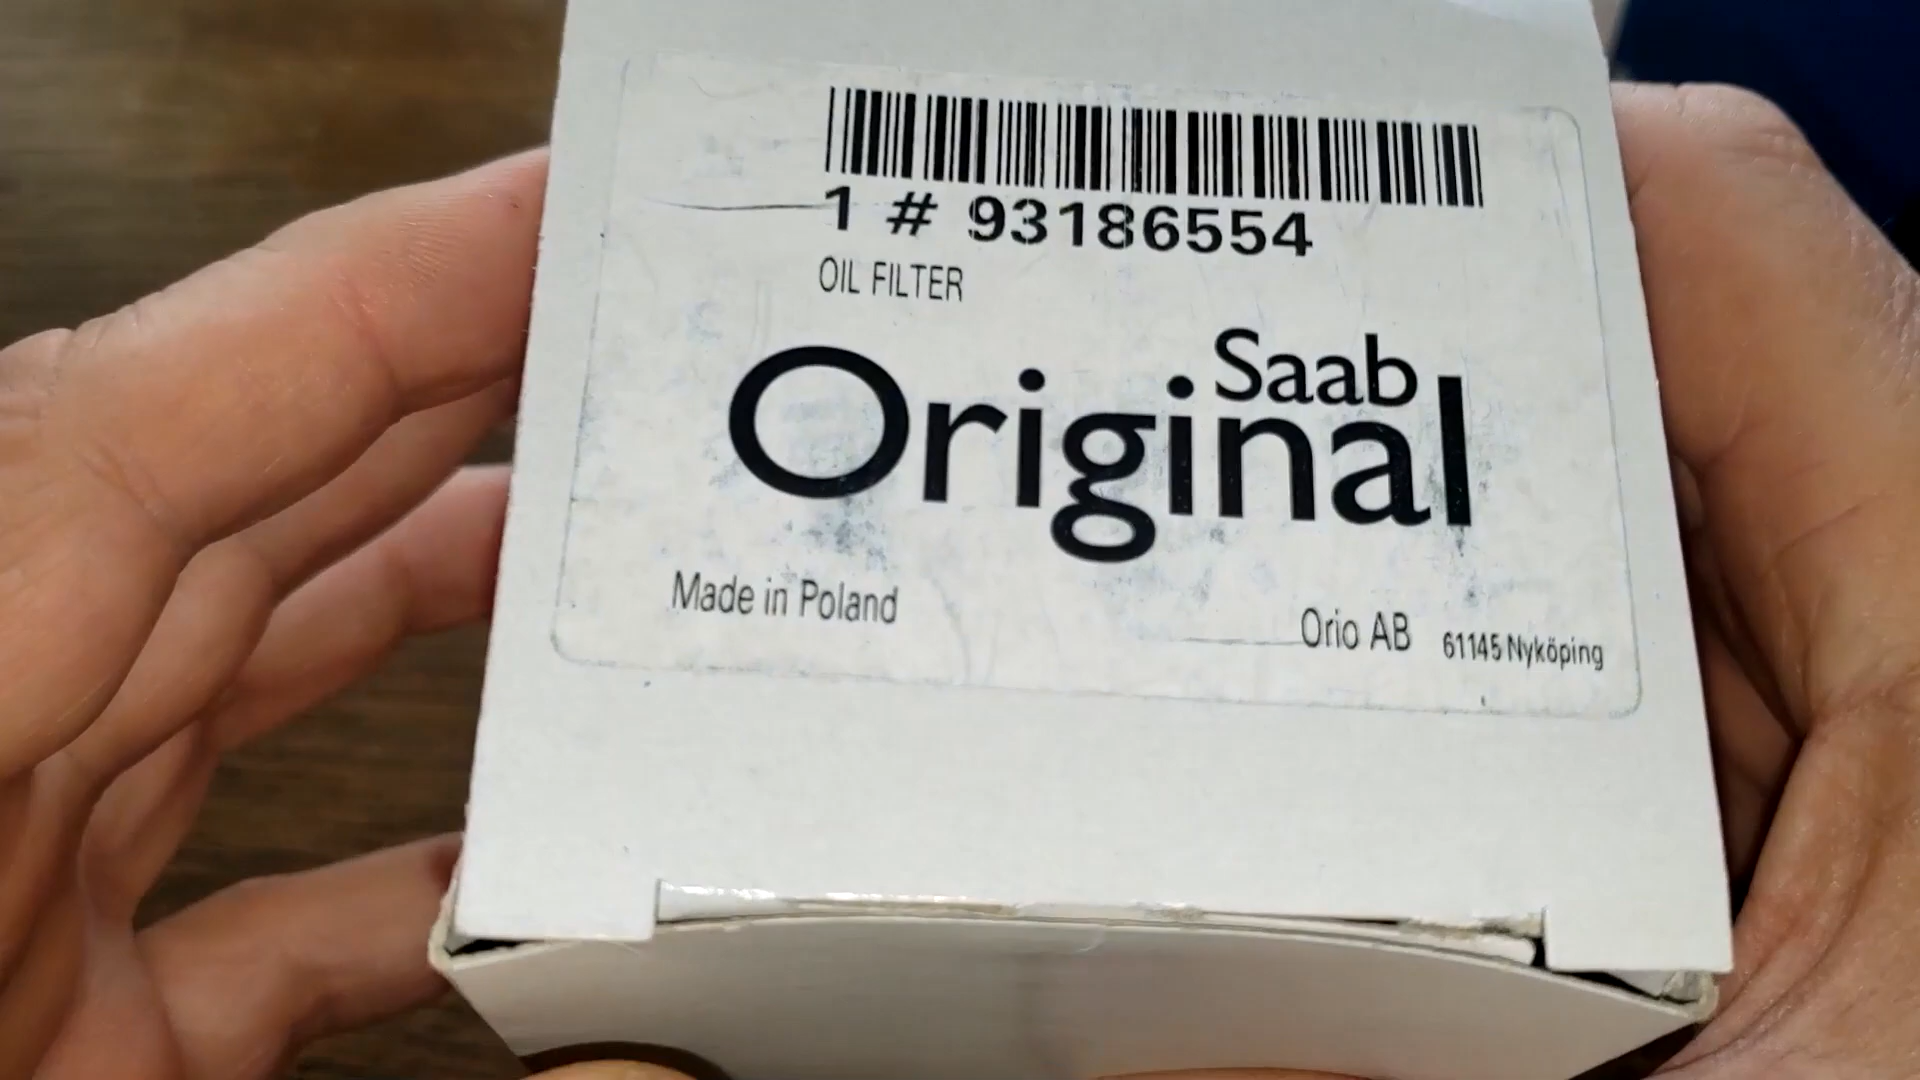 1 # 93186554
OIL FILTER
Saab
Original
Made in Poland
Orio AB 61145 Nyköping